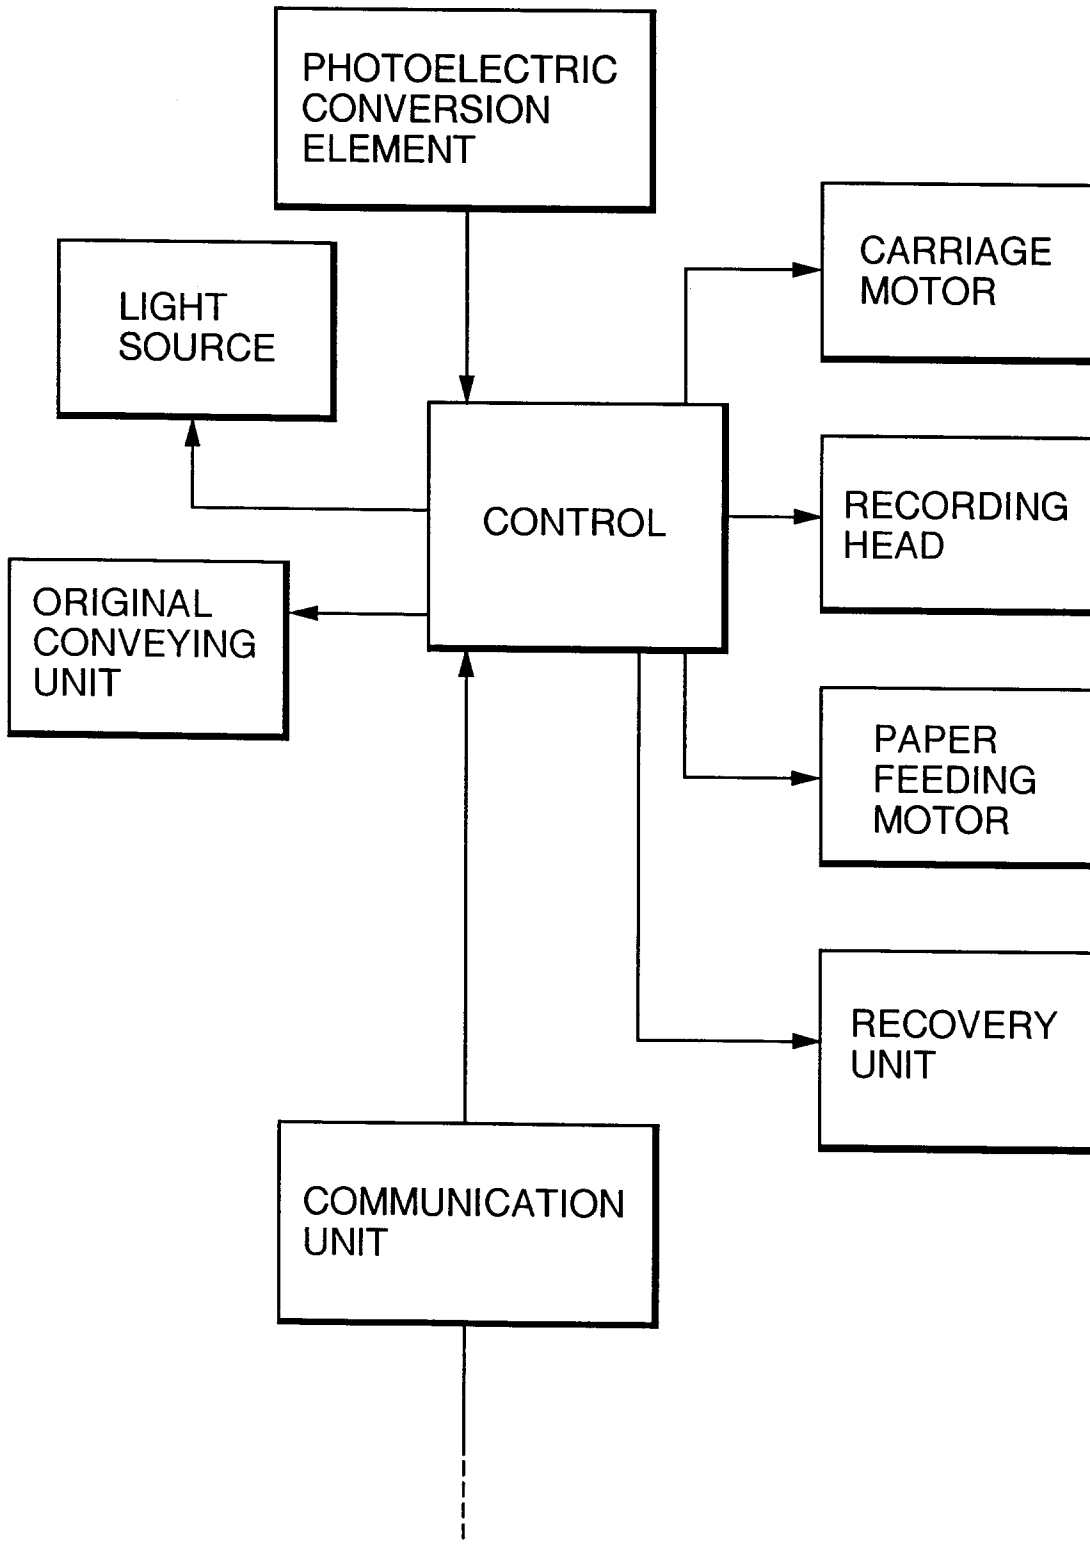 PHOTOELECTRIC
CONVERSION
ELEMENT
CARRIAGE
MOTOR
LIGHT
SOURCE
CONTROL
RECORDING
HEAD
ORIGINAL
CONVEYING
UNIT
PAPER
FEEDING
MOTOR
RECOVERY
UNIT
COMMUNICATION
UNIT